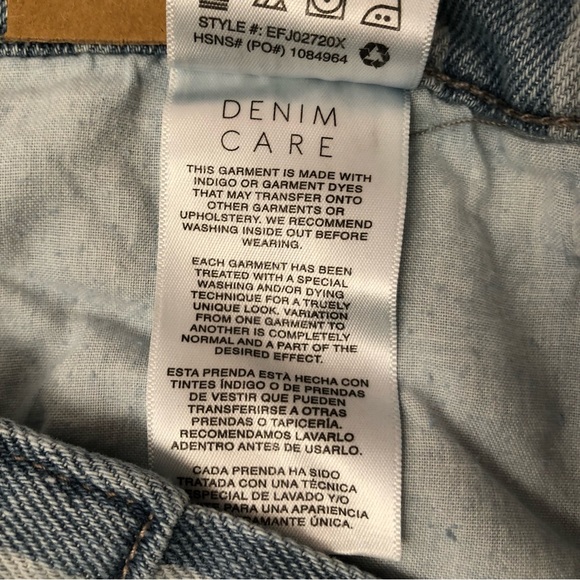 STYLE #: EFJ02720X
HSNS# (PO#) 1084964
DENIM
CARE
THIS GARMENT IS MADE WITH
INDIGO OR GARMENT DYES
THAT MAY TRANSFER ONTO
OTHER GARMENTS OR
UPHOLSTERY. WE RECOMMEND
WASHING INSIDE OUT BEFORE
WEARING.
EACH GARMENT HAS BEEN
TREATED WITH A SPECIAL
WASHING AND/OR DYING
TECHNIQUE FOR A TRUELY
UNIQUE LOOK. VARIATION
FROM ONE GARMENT TO
ANOTHER IS COMPLETELY
NORMAL AND A PART OF THE
DESIRED EFFECT.
ESTA PRENDA ESTA HECHA CON
TINTES ÍNDIGO O DE PRENDAS
DE VESTIR QUE PUEDEN
TRANSFERIRSE A OTRAS
PRENDAS O TAPICERÍA.
RECOMENDAMOS LAVARLO
ADENTRO ANTES DE USARLO.
CADA PRENDA HA SIDO
TRATADA CON UNA TÉCNICA
ESPECIAL DE LAVADO Y/O
PARA UNA APARIENCIA
ÚNICA.